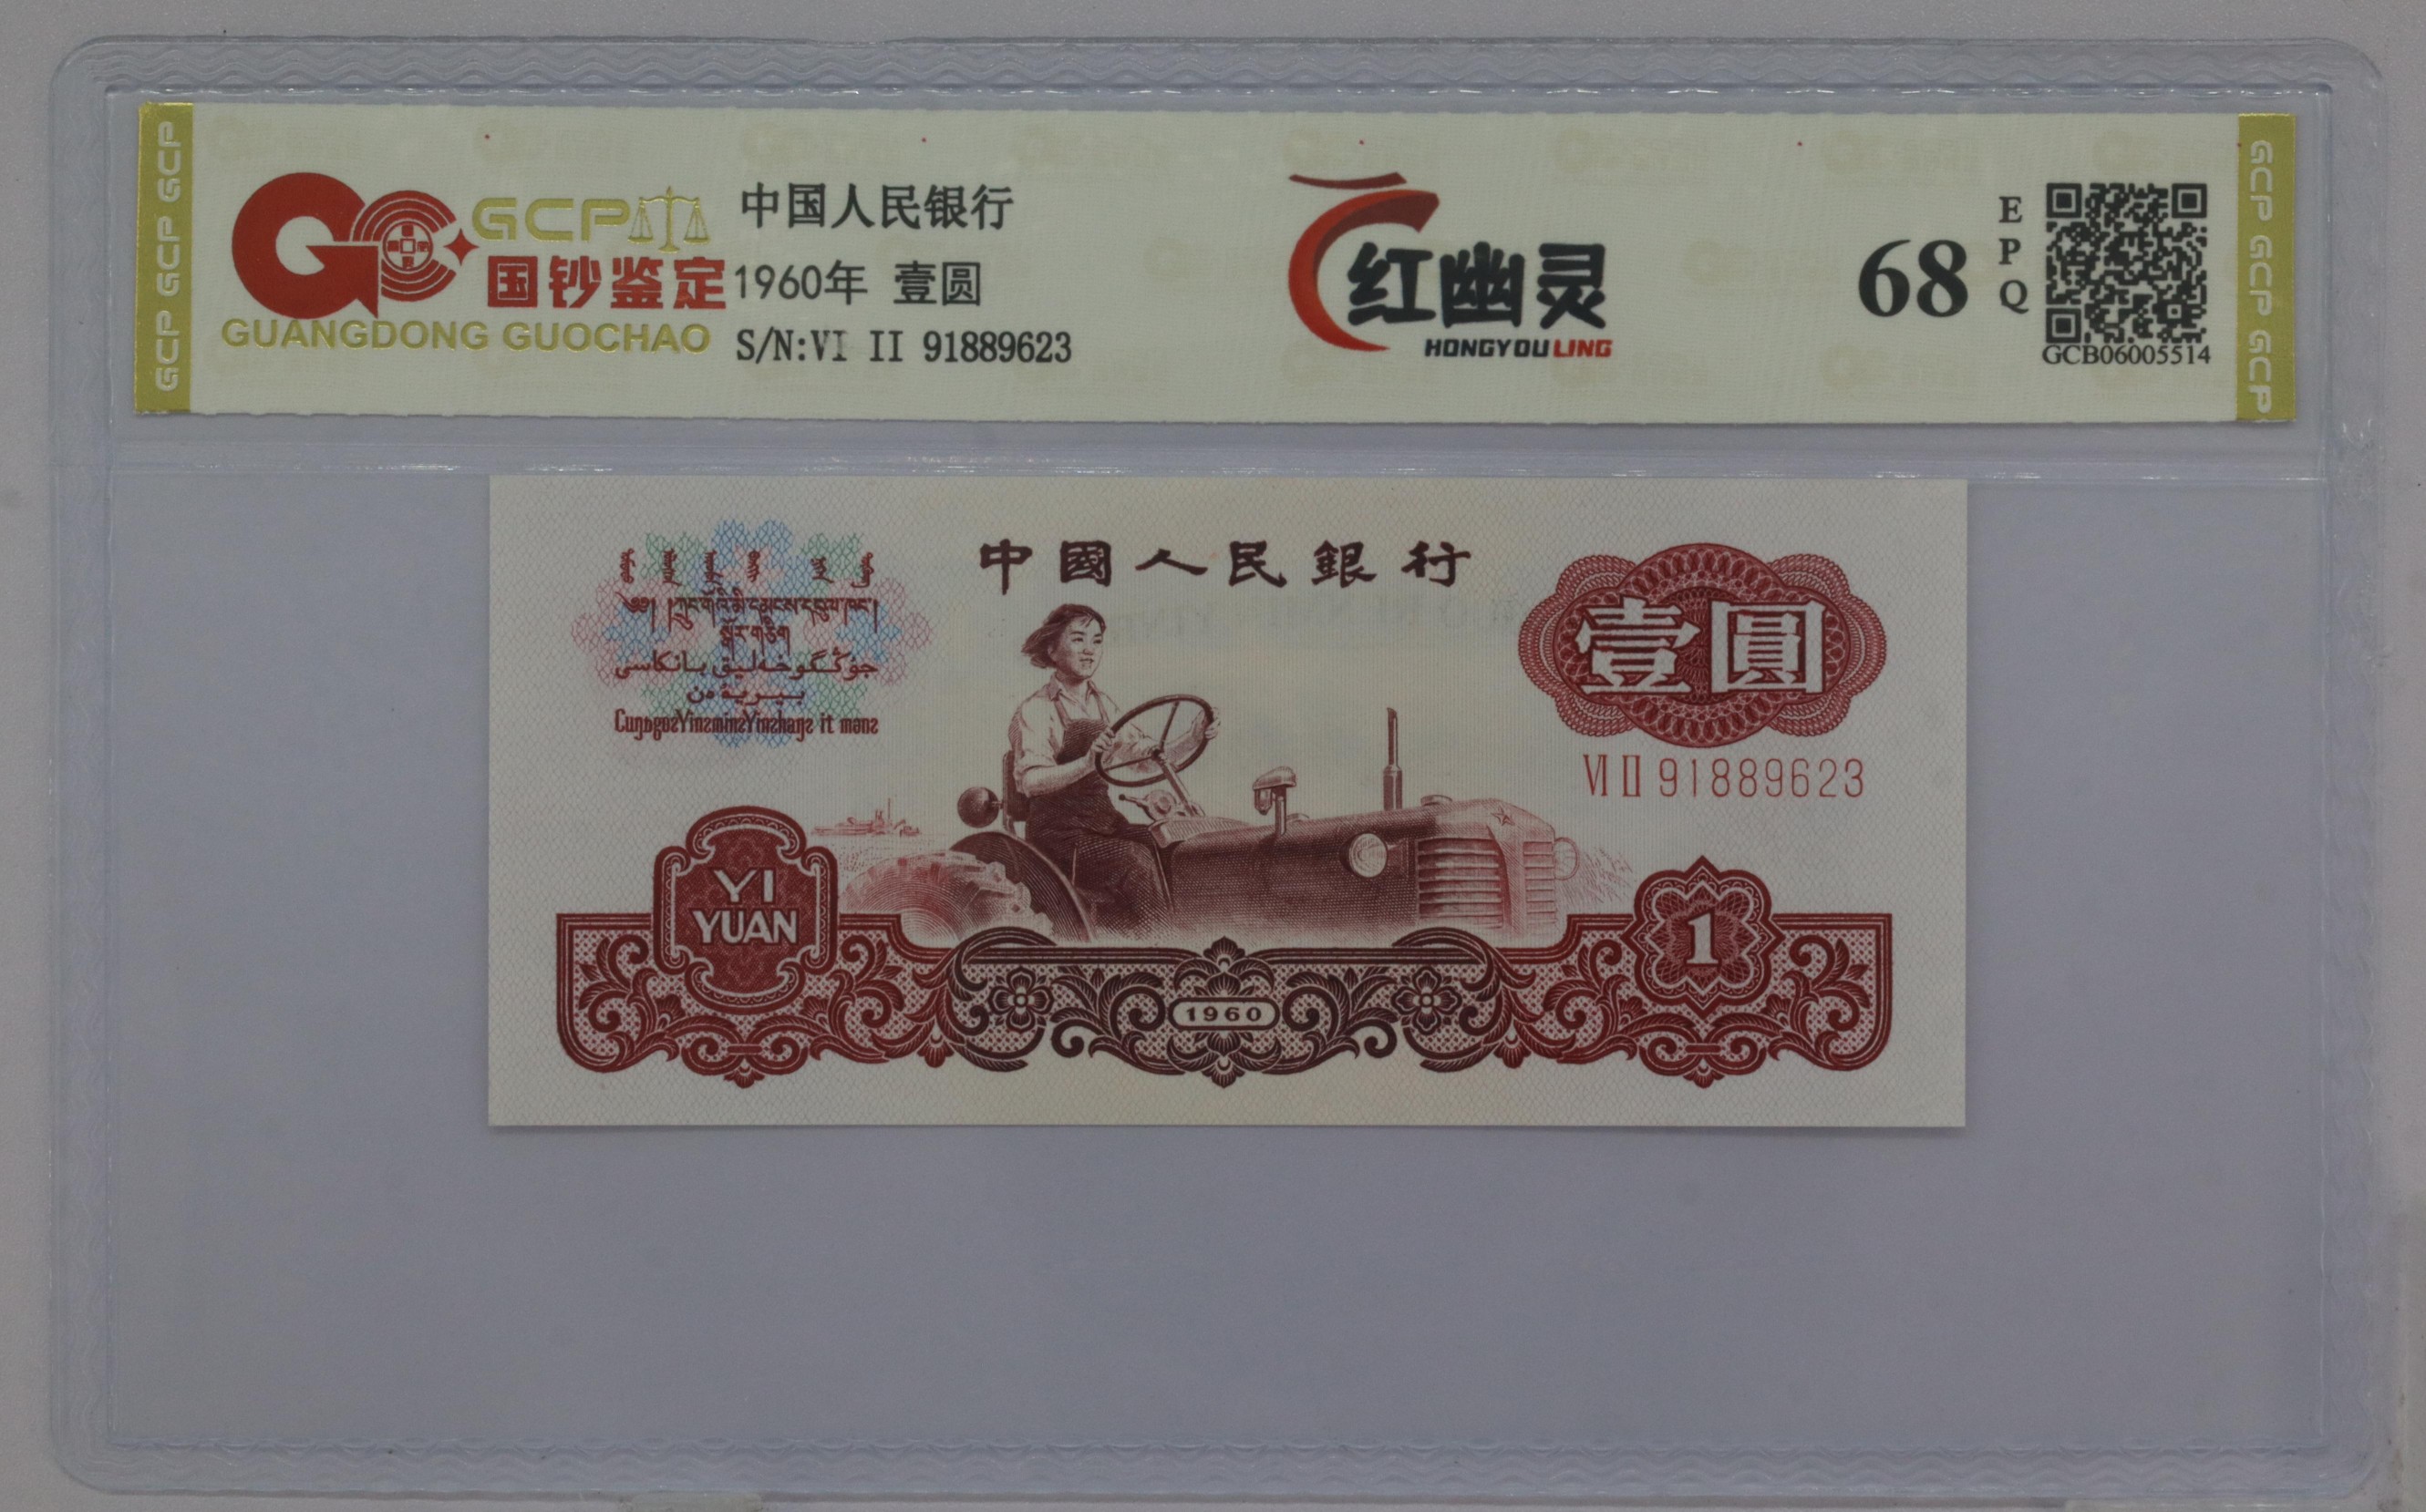 GCP GCP GCP
GCP
国钞鉴定
GUANGDONG GUOCHAO
中国人民银行
1960年 壹圆
S/N:VI II 91889623
红幽灵
HONGYOULING
68
EPQ
GCB06005514
GCP GCP GCP
中國人民銀行
壹圓
VI II 91889623
YI
YUAN
1
1960